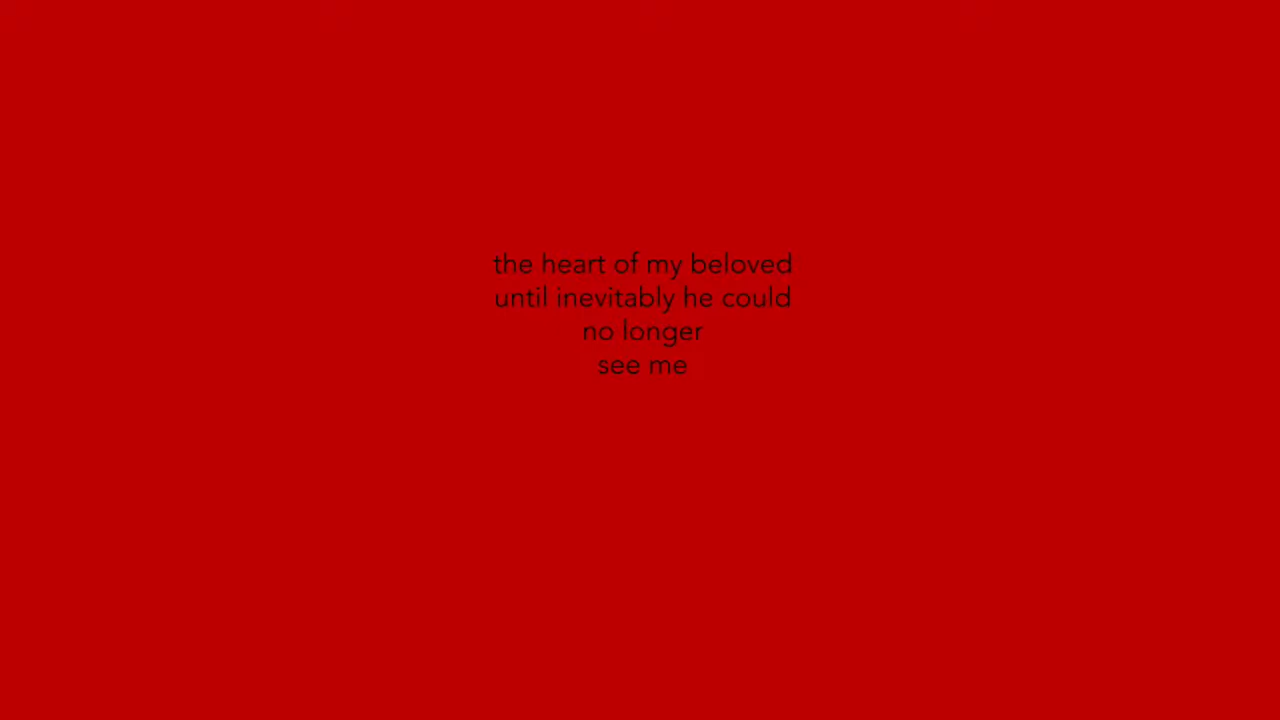 the heart of my beloved
until inevitably he could
no longer
see me